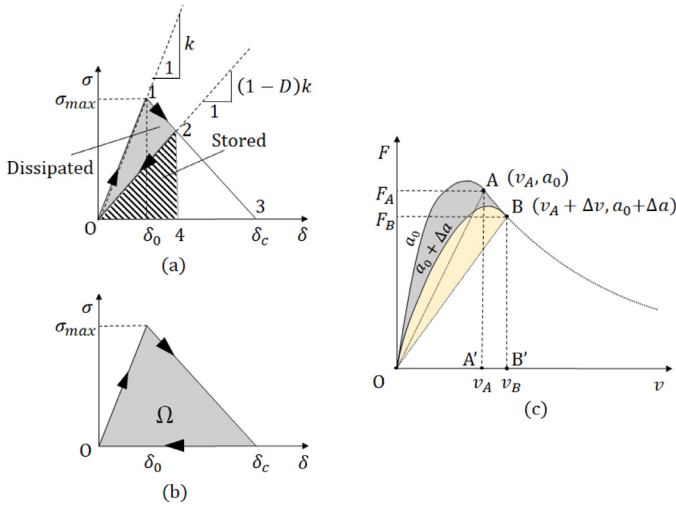 k
1
σ
(1 − D)k
1
σmax
1
2
Stored
Dissipated
3
O
δ0
4
δc
δ
(a)
σ
σmax
Ω
O
δ0
δc
δ
(b)
F
A (vA, a0)
FA
B (vA + Δv, a0+Δa)
FB
a0
a0 + Δa
O
A'
B'
vA
vB
v
(c)